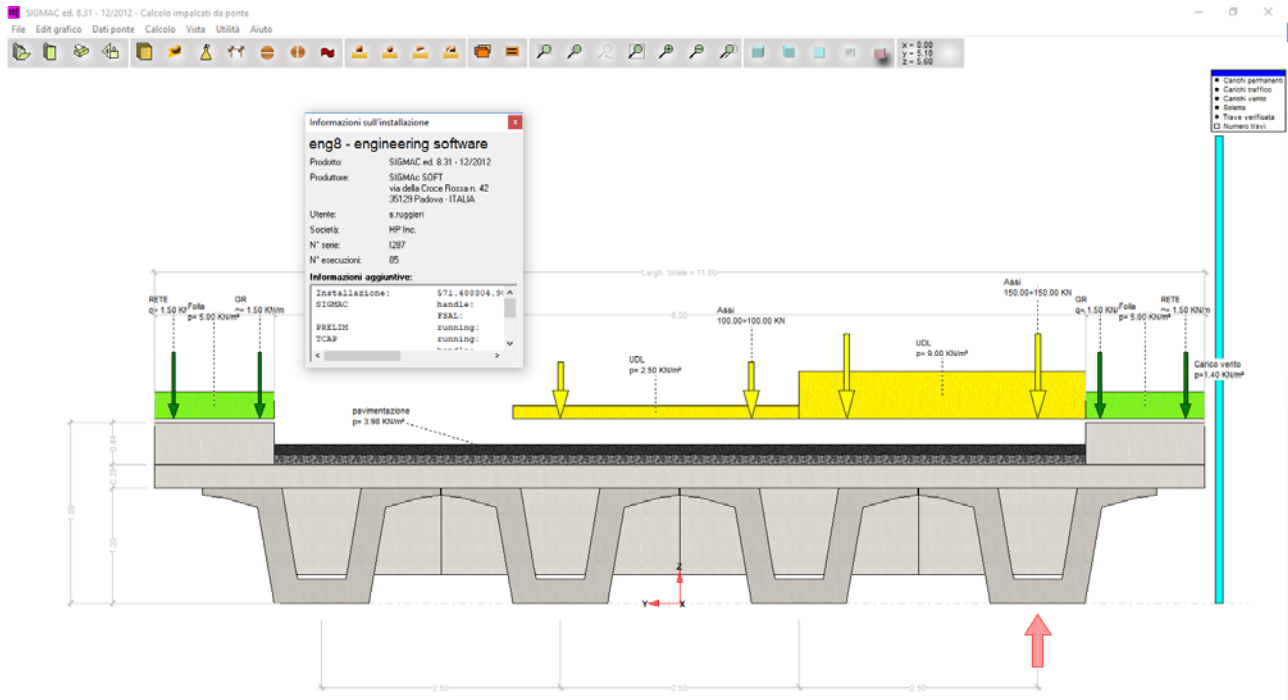 SIGMAC ed. 8.31 - 12/2012 - Calcolo impalcati da ponte
File Edit grafico Dati ponte Calcolo Vista Utilità Aiuto
x = 0.00
y = 5.10
z = 5.60
Carichi permanenti
Carichi traffico
Carichi vento
Soletta
Trave verificata
Numero travi
Informazioni sull'installazione
x
eng8 - engineering software
Prodotto: SIGMAC ed. 8.31 - 12/2012
Produttore: SIGMAc SOFT
via della Croce Rossa n. 42
35129 Padova - ITALIA
Utente: s.ruggieri
Società: HP Inc.
N° serie: I287
N° esecuzioni: 85
Informazioni aggiuntive:
Installazione:
SIGMAC handle:
FSAL:
PRELIM running:
TCAP running:
Largh. totale = 11.00
8.50
RETE
q= 1.50 KN/
Folla
p= 5.00 KN/m²
GR
q= 1.50 KN/m
Assi
100.00+100.00 KN
Assi
150.00+150.00 KN
GR
q= 1.50 KN/
Folla
p= 5.00 KN/m²
RETE
q= 1.50 KN/m
UDL
p= 2.50 KN/m²
UDL
p= 9.00 KN/m²
Carico vento
p=1.40 KN/m²
pavimentazione
p= 3.98 KN/m²
0.44
0.25
1.20
Z
Y
X
2.50
2.50
2.50